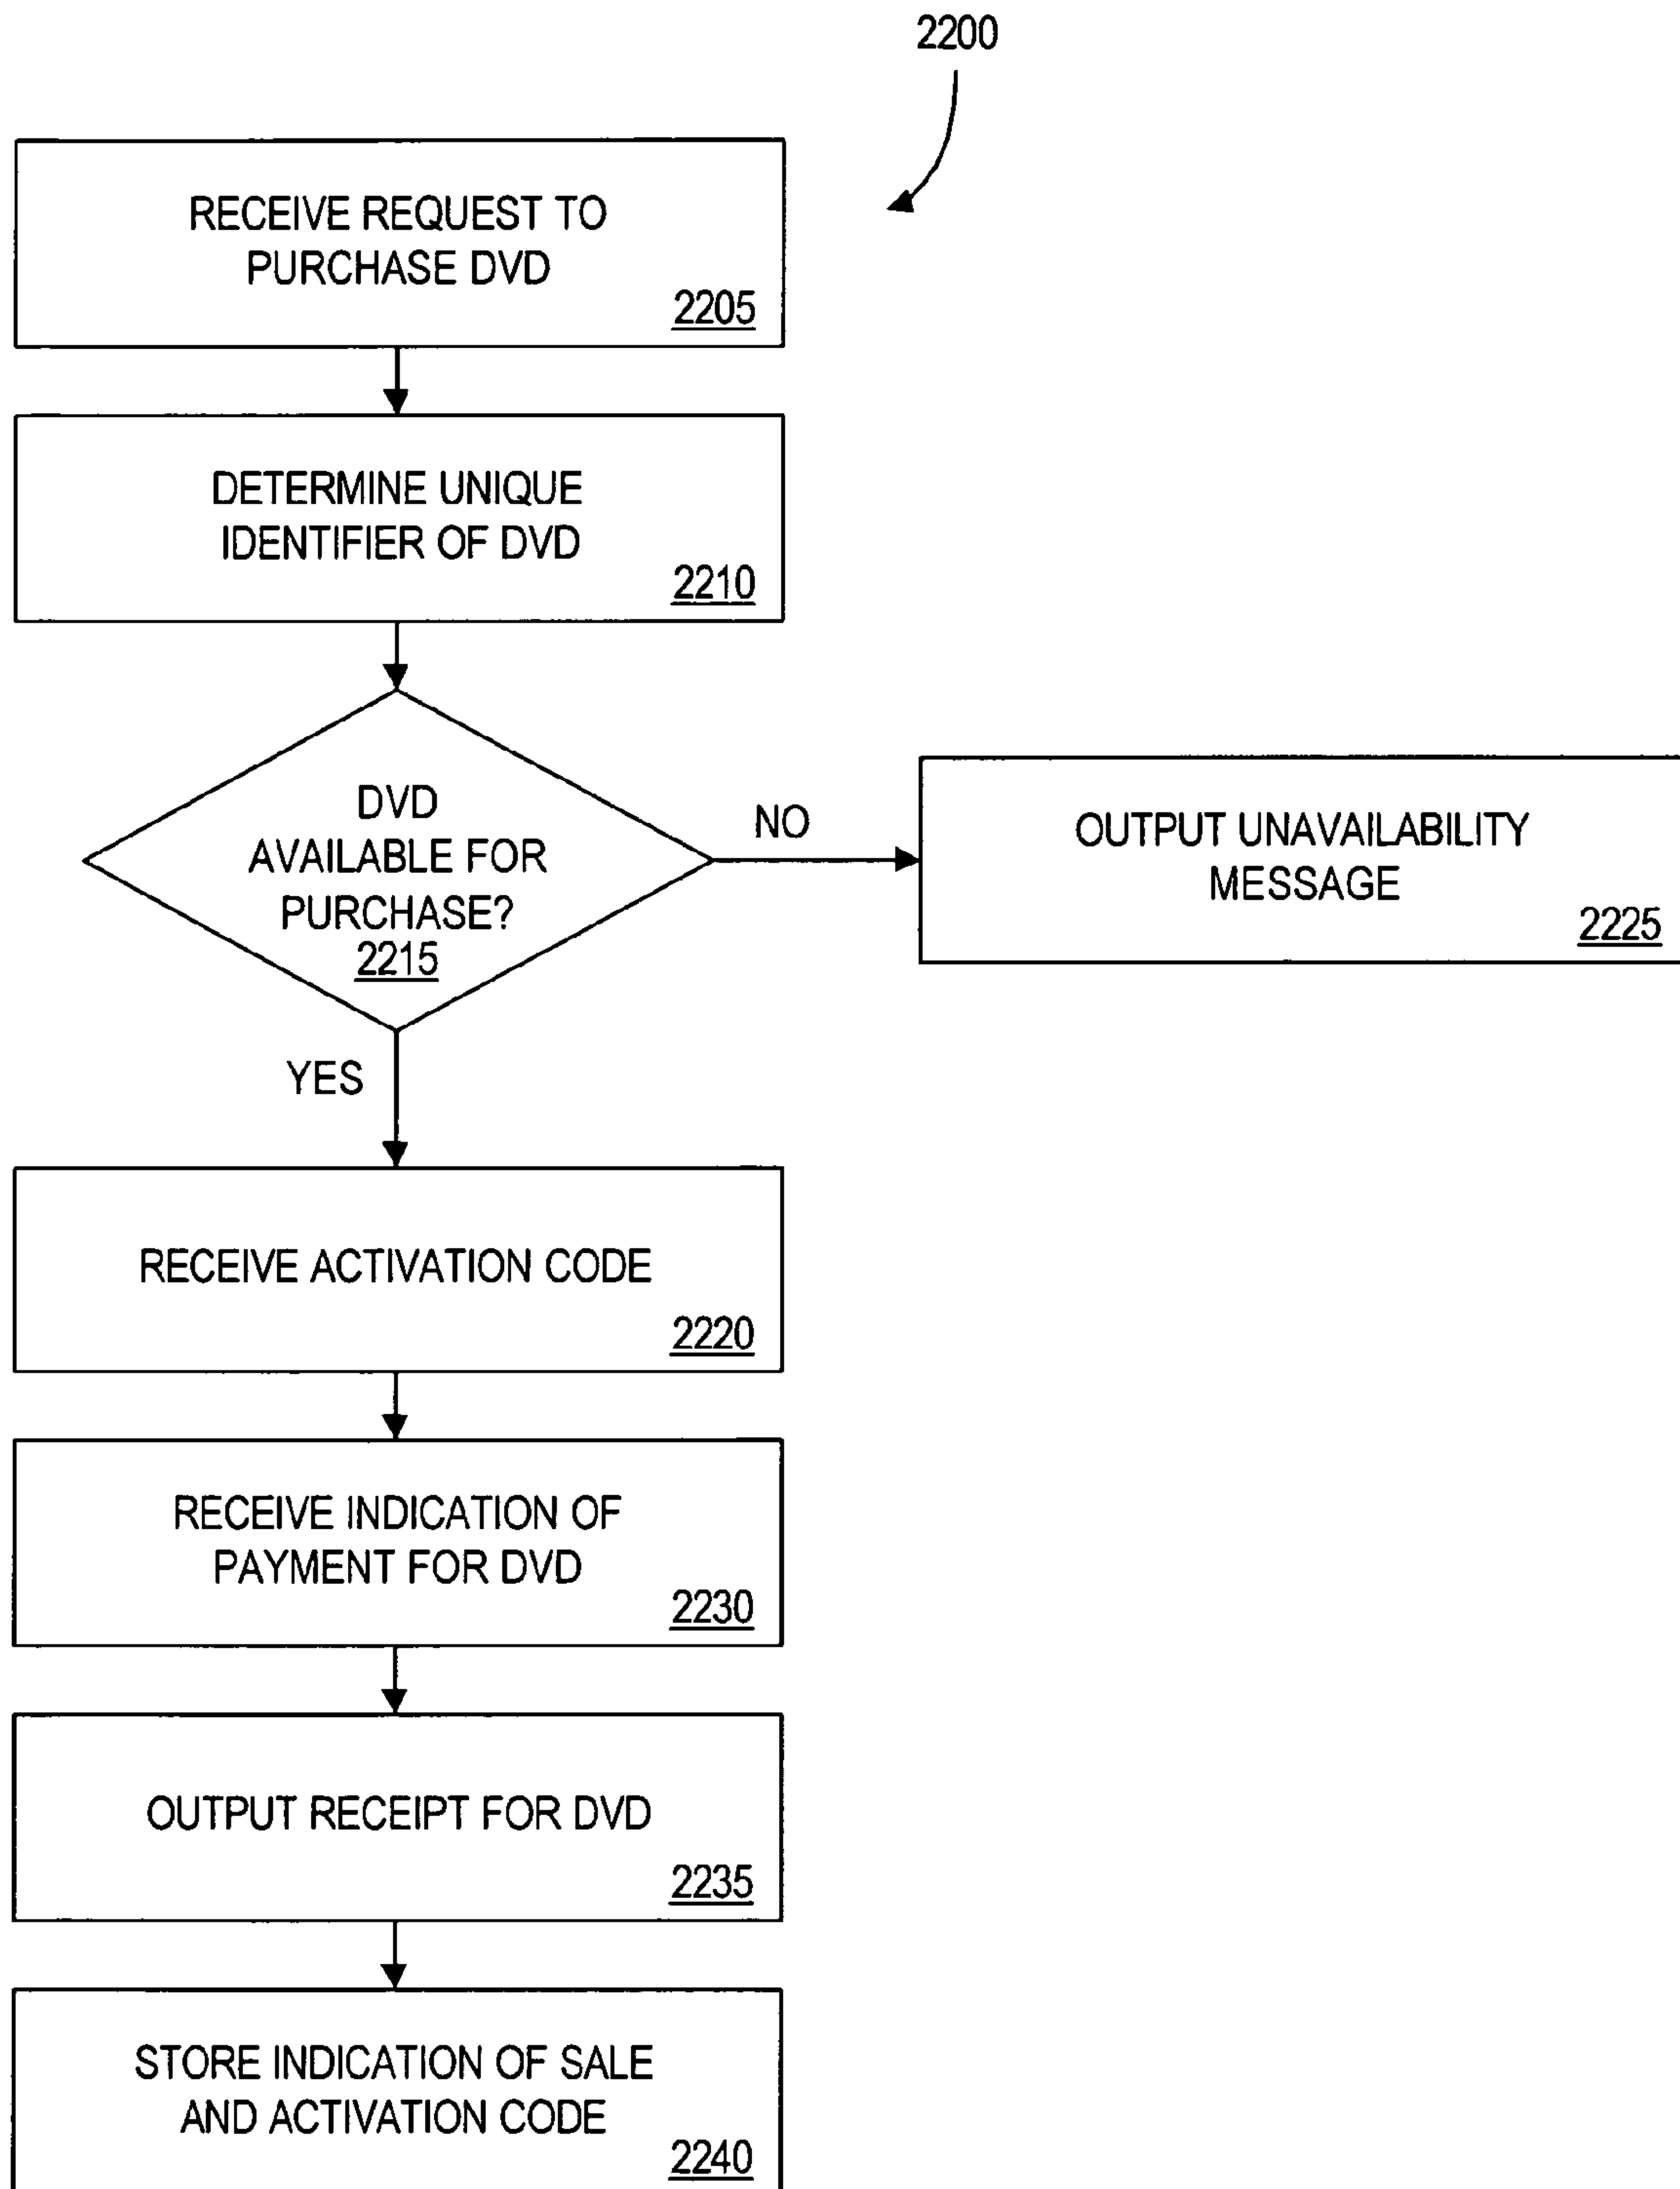 2200
RECEIVE REQUEST TO
PURCHASE DVD
2205
DETERMINE UNIQUE
IDENTIFIER OF DVD
2210
DVD
AVAILABLE FOR
PURCHASE?
2215
NO
OUTPUT UNAVAILABILITY
MESSAGE
2225
YES
RECEIVE ACTIVATION CODE
2220
RECEIVE INDICATION OF
PAYMENT FOR DVD
2230
OUTPUT RECEIPT FOR DVD
2235
STORE INDICATION OF SALE
AND ACTIVATION CODE
2240